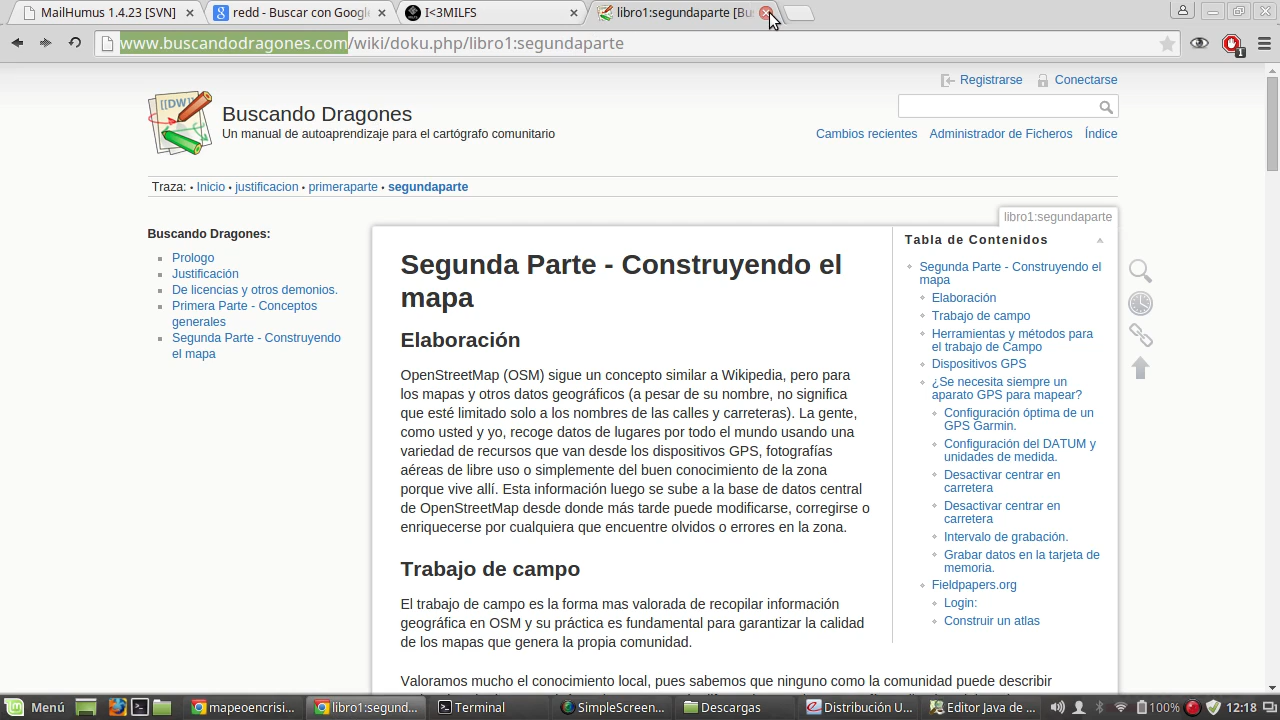 MailHumus 1.4.23 [SVN]
redd - Buscar con Google
I<3MILFS
libro1:segundaparte [Bus
www.buscandodragones.com/wiki/doku.php/libro1:segundaparte
1
Registrarse
Conectarse
[[DW]]
Buscando Dragones
Un manual de autoaprendizaje para el cartógrafo comunitario
Cambios recientes
Administrador de Ficheros
Índice
Traza: • Inicio • justificacion • primeraparte • segundaparte
libro1:segundaparte
Buscando Dragones:
Prologo
Justificación
De licencias y otros demonios.
Primera Parte - Conceptos
generales
Segunda Parte - Construyendo
el mapa
Segunda Parte - Construyendo el
mapa
Elaboración
OpenStreetMap (OSM) sigue un concepto similar a Wikipedia, pero para
los mapas y otros datos geográficos (a pesar de su nombre, no significa
que esté limitado solo a los nombres de las calles y carreteras). La gente,
como usted y yo, recoge datos de lugares por todo el mundo usando una
variedad de recursos que van desde los dispositivos GPS, fotografías
aéreas de libre uso o simplemente del buen conocimiento de la zona
porque vive allí. Esta información luego se sube a la base de datos central
de OpenStreetMap desde donde más tarde puede modificarse, corregirse o
enriquecerse por cualquiera que encuentre olvidos o errores en la zona.
Trabajo de campo
El trabajo de campo es la forma mas valorada de recopilar información
geográfica en OSM y su práctica es fundamental para garantizar la calidad
de los mapas que genera la propia comunidad.
Valoramos mucho el conocimiento local, pues sabemos que ninguno como la comunidad puede describir
Tabla de Contenidos
Segunda Parte - Construyendo el
mapa
Elaboración
Trabajo de campo
Herramientas y métodos para
el trabajo de Campo
Dispositivos GPS
¿Se necesita siempre un
aparato GPS para mapear?
Configuración óptima de un
GPS Garmin.
Configuración del DATUM y
unidades de medida.
Desactivar centrar en
carretera
Desactivar centrar en
carretera
Intervalo de grabación.
Grabar datos en la tarjeta de
memoria.
Fieldpapers.org
Login:
Construir un atlas
Menú
mapeoencrisi...
libro1:segund...
Terminal
SimpleScreen...
Descargas
Distribución U...
Editor Java de ...
100%
12:18